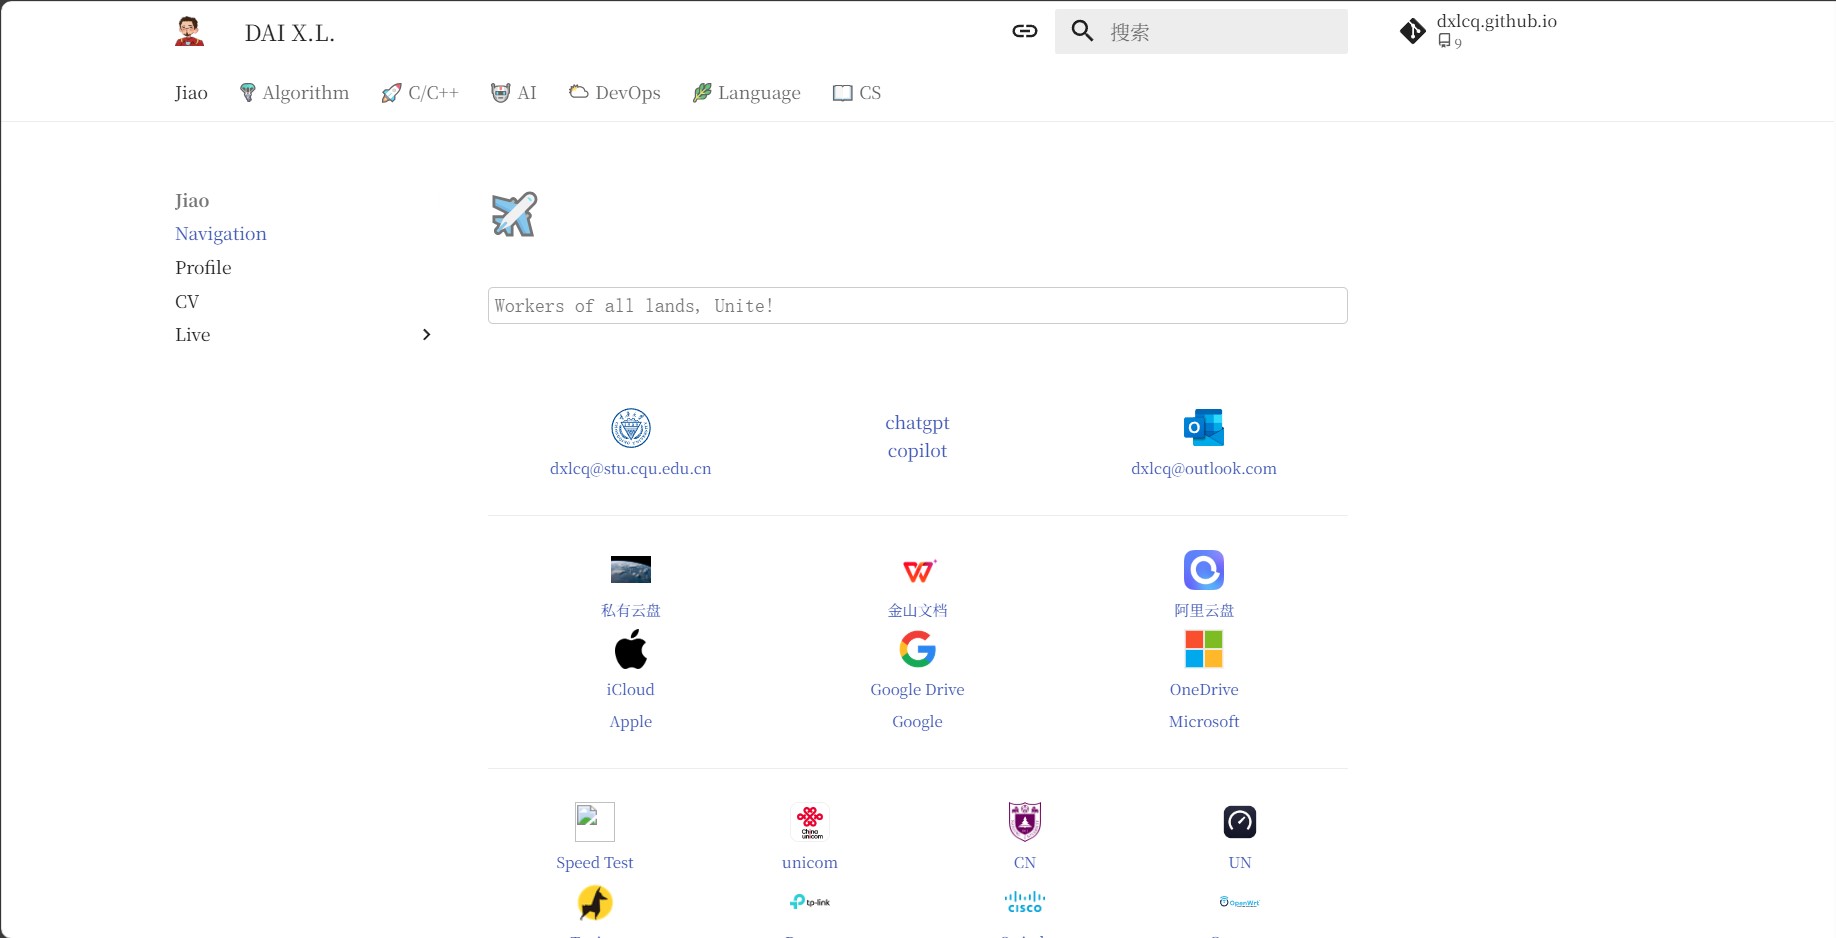 DAI X.L.
搜索
dxlcq.github.io
9
Jiao
Algorithm
C/C++
AI
DevOps
Language
CS
Jiao
Navigation
Profile
CV
Live
Workers of all lands, Unite!
dxlcq@stu.cqu.edu.cn
chatgpt
copilot
dxlcq@outlook.com
私有云盘
金山文档
阿里云盘
iCloud
Google Drive
OneDrive
Apple
Google
Microsoft
China
unicom
Speed Test
unicom
CN
UN
tp-link
CISCO
OpenWrt